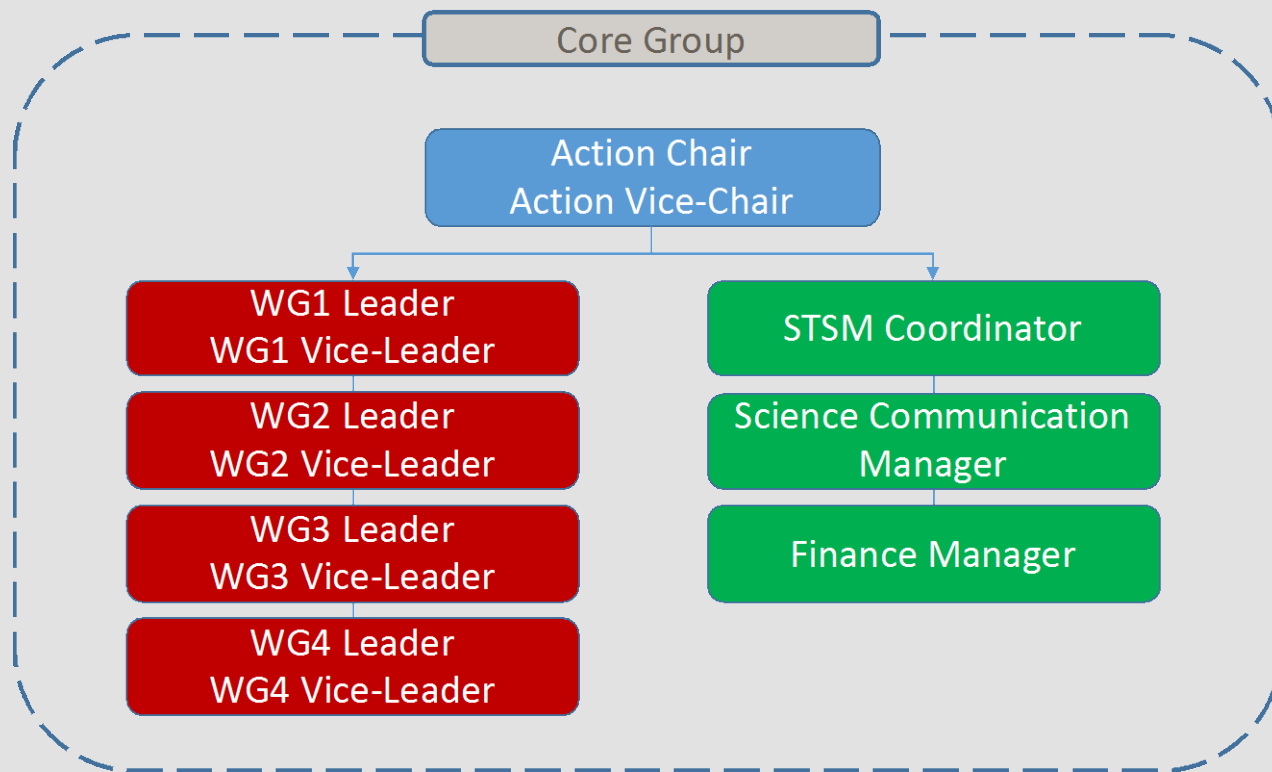 Core Group
Action Chair
Action Vice-Chair
WG1 Leader
WG1 Vice-Leader
WG2 Leader
WG2 Vice-Leader
WG3 Leader
WG3 Vice-Leader
WG4 Leader
WG4 Vice-Leader
STSM Coordinator
Science Communication
Manager
Finance Manager